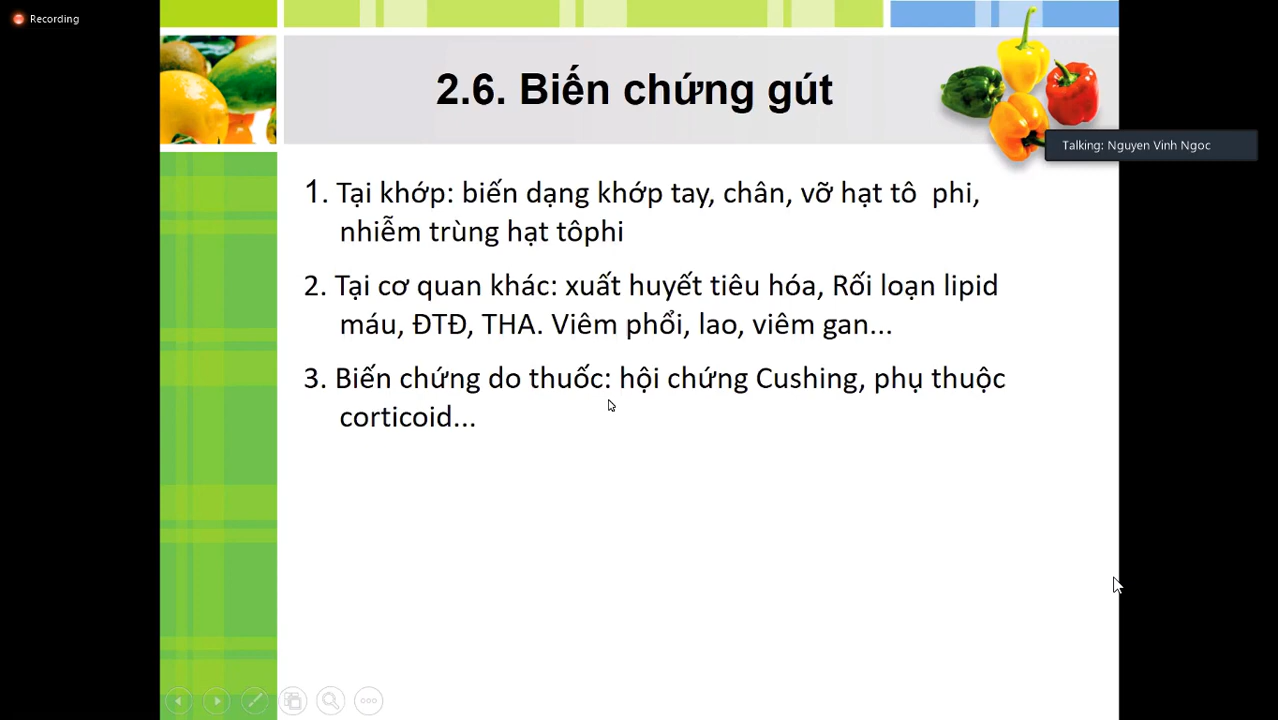 Recording
2.6. Biến chứng gút
Talking: Nguyen Vinh Ngoc
1. Tại khớp: biến dạng khớp tay, chân, vỡ hạt tô phi,
nhiễm trùng hạt tôphi
2. Tại cơ quan khác: xuất huyết tiêu hóa, Rối loạn lipid
máu, ĐTĐ, THA. Viêm phổi, lao, viêm gan...
3. Biến chứng do thuốc: hội chứng Cushing, phụ thuộc
corticoid...